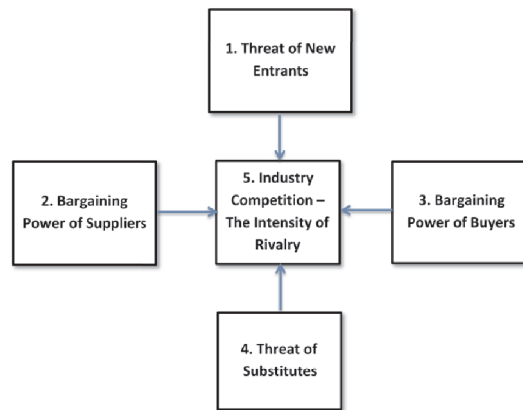 1. Threat of New
Entrants
2. Bargaining
Power of Suppliers
5. Industry
Competition –
The Intensity of
Rivalry
3. Bargaining
Power of Buyers
4. Threat of
Substitutes